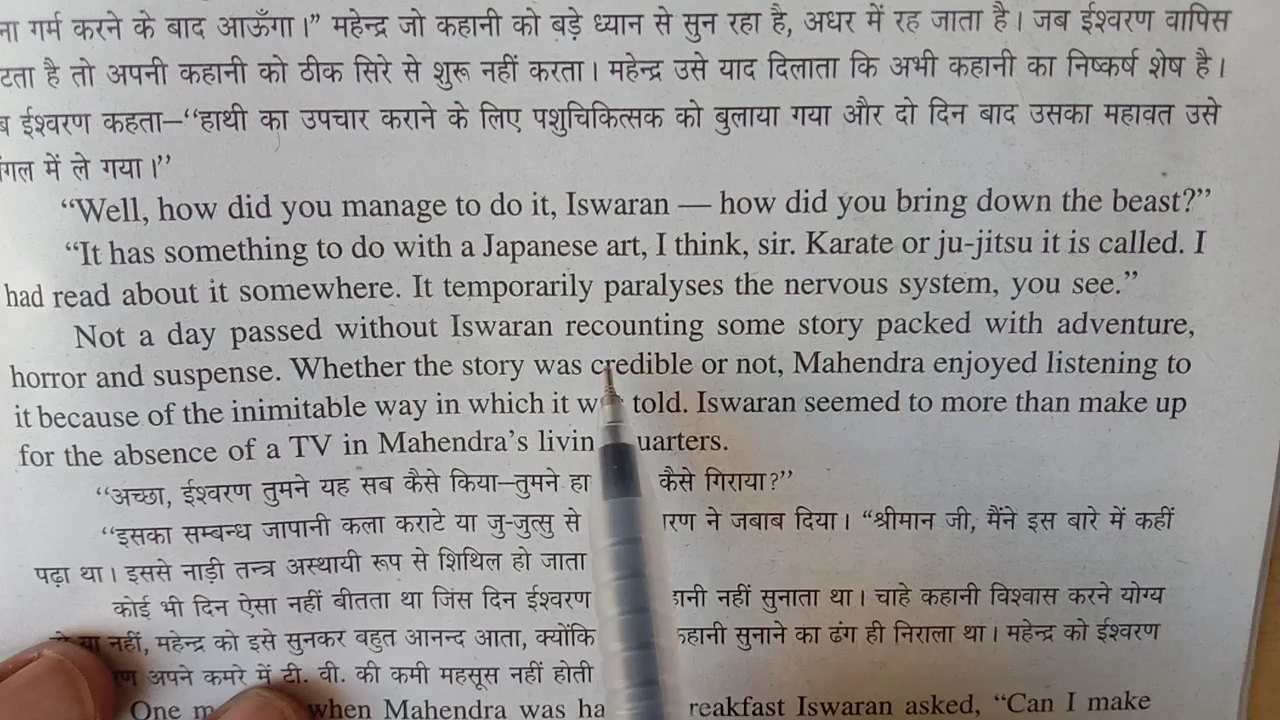 गर्म करने के बाद आऊँगा।” महेन्द्र जो कहानी को बड़े ध्यान से सुन रहा है, अधर में रह जाता है। जब ईश्वरण वापिस
है तो अपनी कहानी को ठीक सिरे से शुरू नहीं करता। महेन्द्र उसे याद दिलाता कि अभी कहानी का निष्कर्ष शेष है।
ईश्वरण कहता—‘‘हाथी का उपचार कराने के लिए पशुचिकित्सक को बुलाया गया और दो दिन बाद उसका महावत उसे
में ले गया।’’
“Well, how did you manage to do it, Iswaran — how did you bring down the beast?”
“It has something to do with a Japanese art, I think, sir. Karate or ju-jitsu it is called. I
had read about it somewhere. It temporarily paralyses the nervous system, you see.”
Not a day passed without Iswaran recounting some story packed with adventure,
horror and suspense. Whether the story was credible or not, Mahendra enjoyed listening to
it because of the inimitable way in which it told. Iswaran seemed to more than make up
for the absence of a TV in Mahendra’s
‘‘अच्छा, ईश्वरण तुमने यह सब कैसे किया—तुमने कैसे गिराया?’’
‘‘इसका सम्बन्ध जापानी कला कराटे या जु-जुत्सु से ने जबाब दिया। “श्रीमान जी, मैंने इस बारे में कहीं
पढ़ा था। इससे नाड़ी तन्त्र अस्थायी रूप से शिथिल हो जाता
कोई भी दिन ऐसा नहीं बीतता था जिस दिन ईश्वरण नहीं सुनाता था। चाहे कहानी विश्वास करने योग्य
नहीं, महेन्द्र को इसे सुनकर बहुत आनन्द आता, क्योंकि कहानी सुनाने का ढंग ही निराला था। महेन्द्र को ईश्वरण
अपने कमरे में टी. वी. की कमी महसूस नहीं होती
One when Mahendra was Iswaran asked, “Can I make